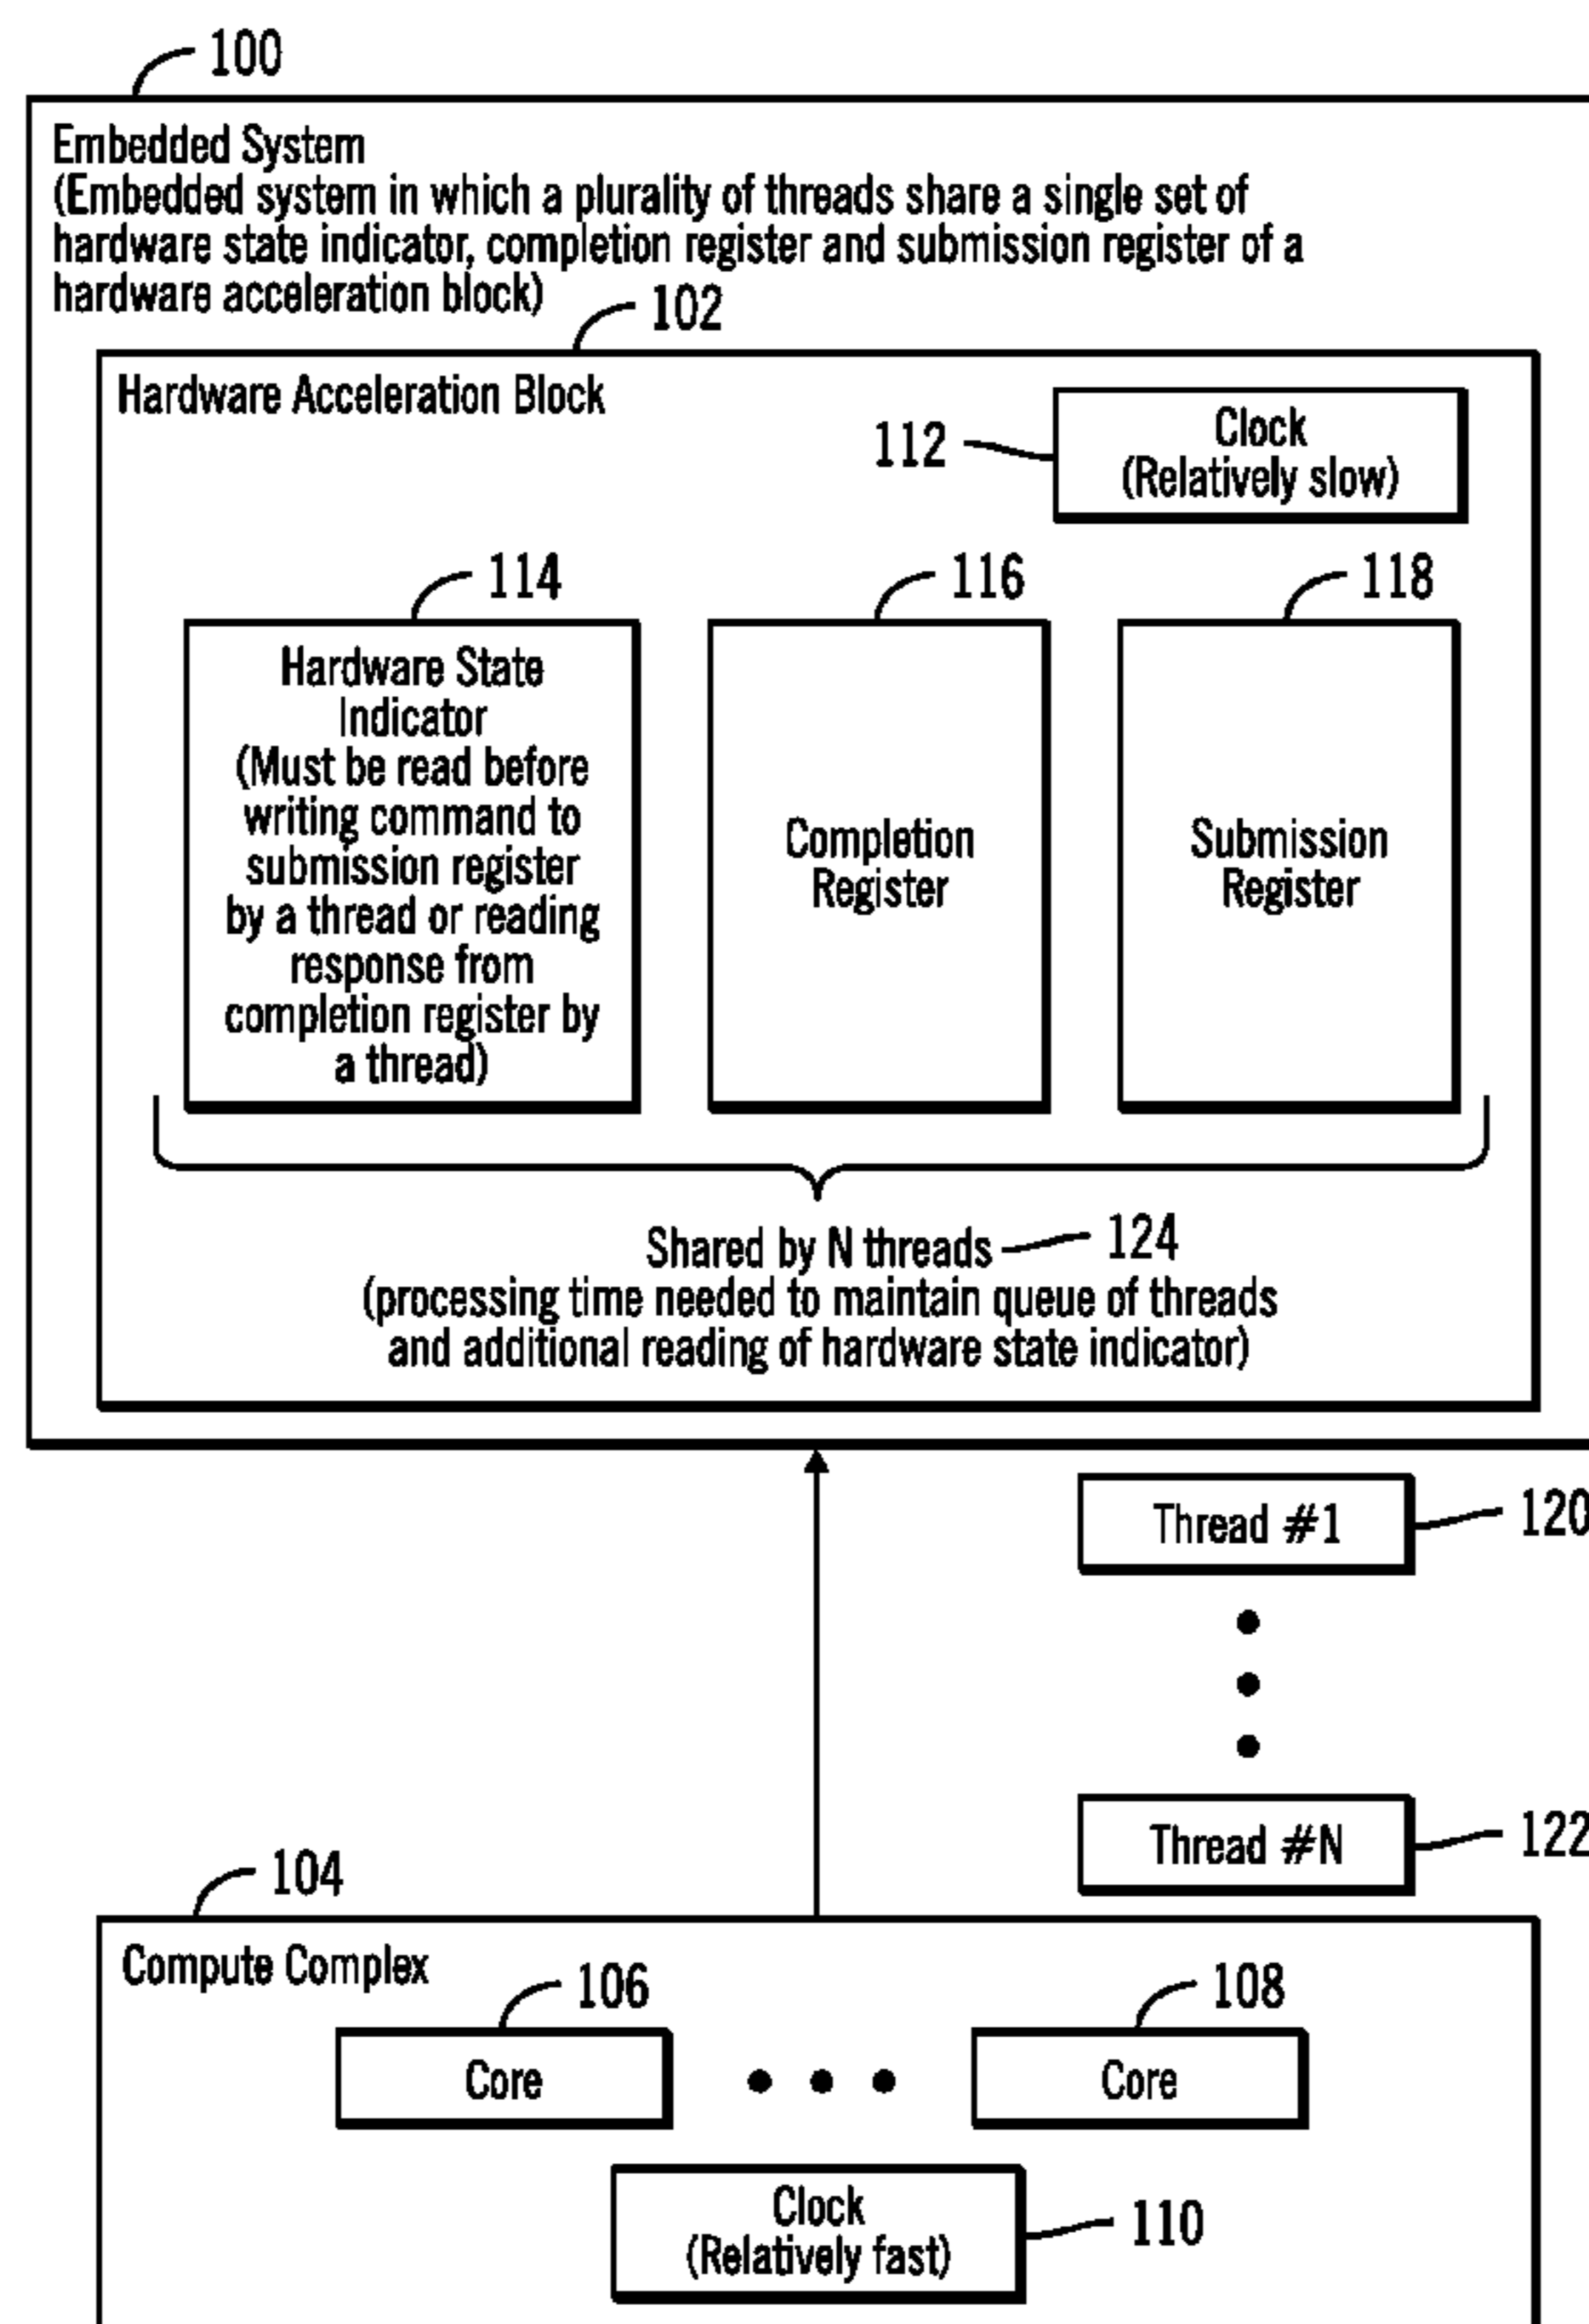 100
Embedded System
(Embedded system in which a plurality of threads share a single set of
hardware state indicator, completion register and submission register of a
hardware acceleration block)
102
Hardware Acceleration Block
112
Clock
(Relatively slow)
114
116
118
Hardware State
Indicator
(Must be read before
writing command to
submission register
by a thread or reading
response from
completion register by
a thread)
Completion
Register
Submission
Register
Shared by N threads
124
(processing time needed to maintain queue of threads
and additional reading of hardware state indicator)
Thread #1
120
Thread #N
122
104
Compute Complex
106
108
Core
Core
Clock
(Relatively fast)
110